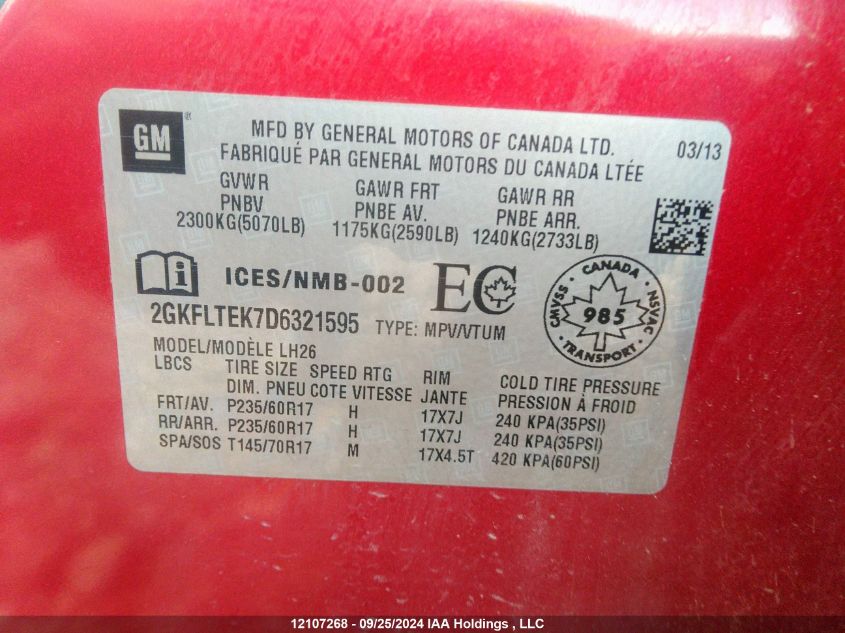 GM
MFD BY GENERAL MOTORS OF CANADA LTD. 03/13
FABRIQUÉ PAR GENERAL MOTORS DU CANADA LTÉE
GVWR GAWR FRT GAWR RR
PNBV PNBE AV. PNBE ARR.
2300KG(5070LB) 1175KG(2590LB) 1240KG(2733LB)
i ICES/NMB-002 EC
CANADA
CMVSS 985 NSVAC
TRANSPORT
2GKFLTEK7D6321595 TYPE: MPV/VTUM
MODEL/MODÈLE LH26
LBCS TIRE SIZE SPEED RTG RIM COLD TIRE PRESSURE
DIM. PNEU COTE VITESSE JANTE PRESSION À FROID
FRT/AV. P235/60R17 H 17X7J 240 KPA(35PSI)
RR/ARR. P235/60R17 H 17X7J 240 KPA(35PSI)
SPA/SOS T145/70R17 M 17X4.5T 420 KPA(60PSI)
12107268 - 09/25/2024 IAA Holdings , LLC